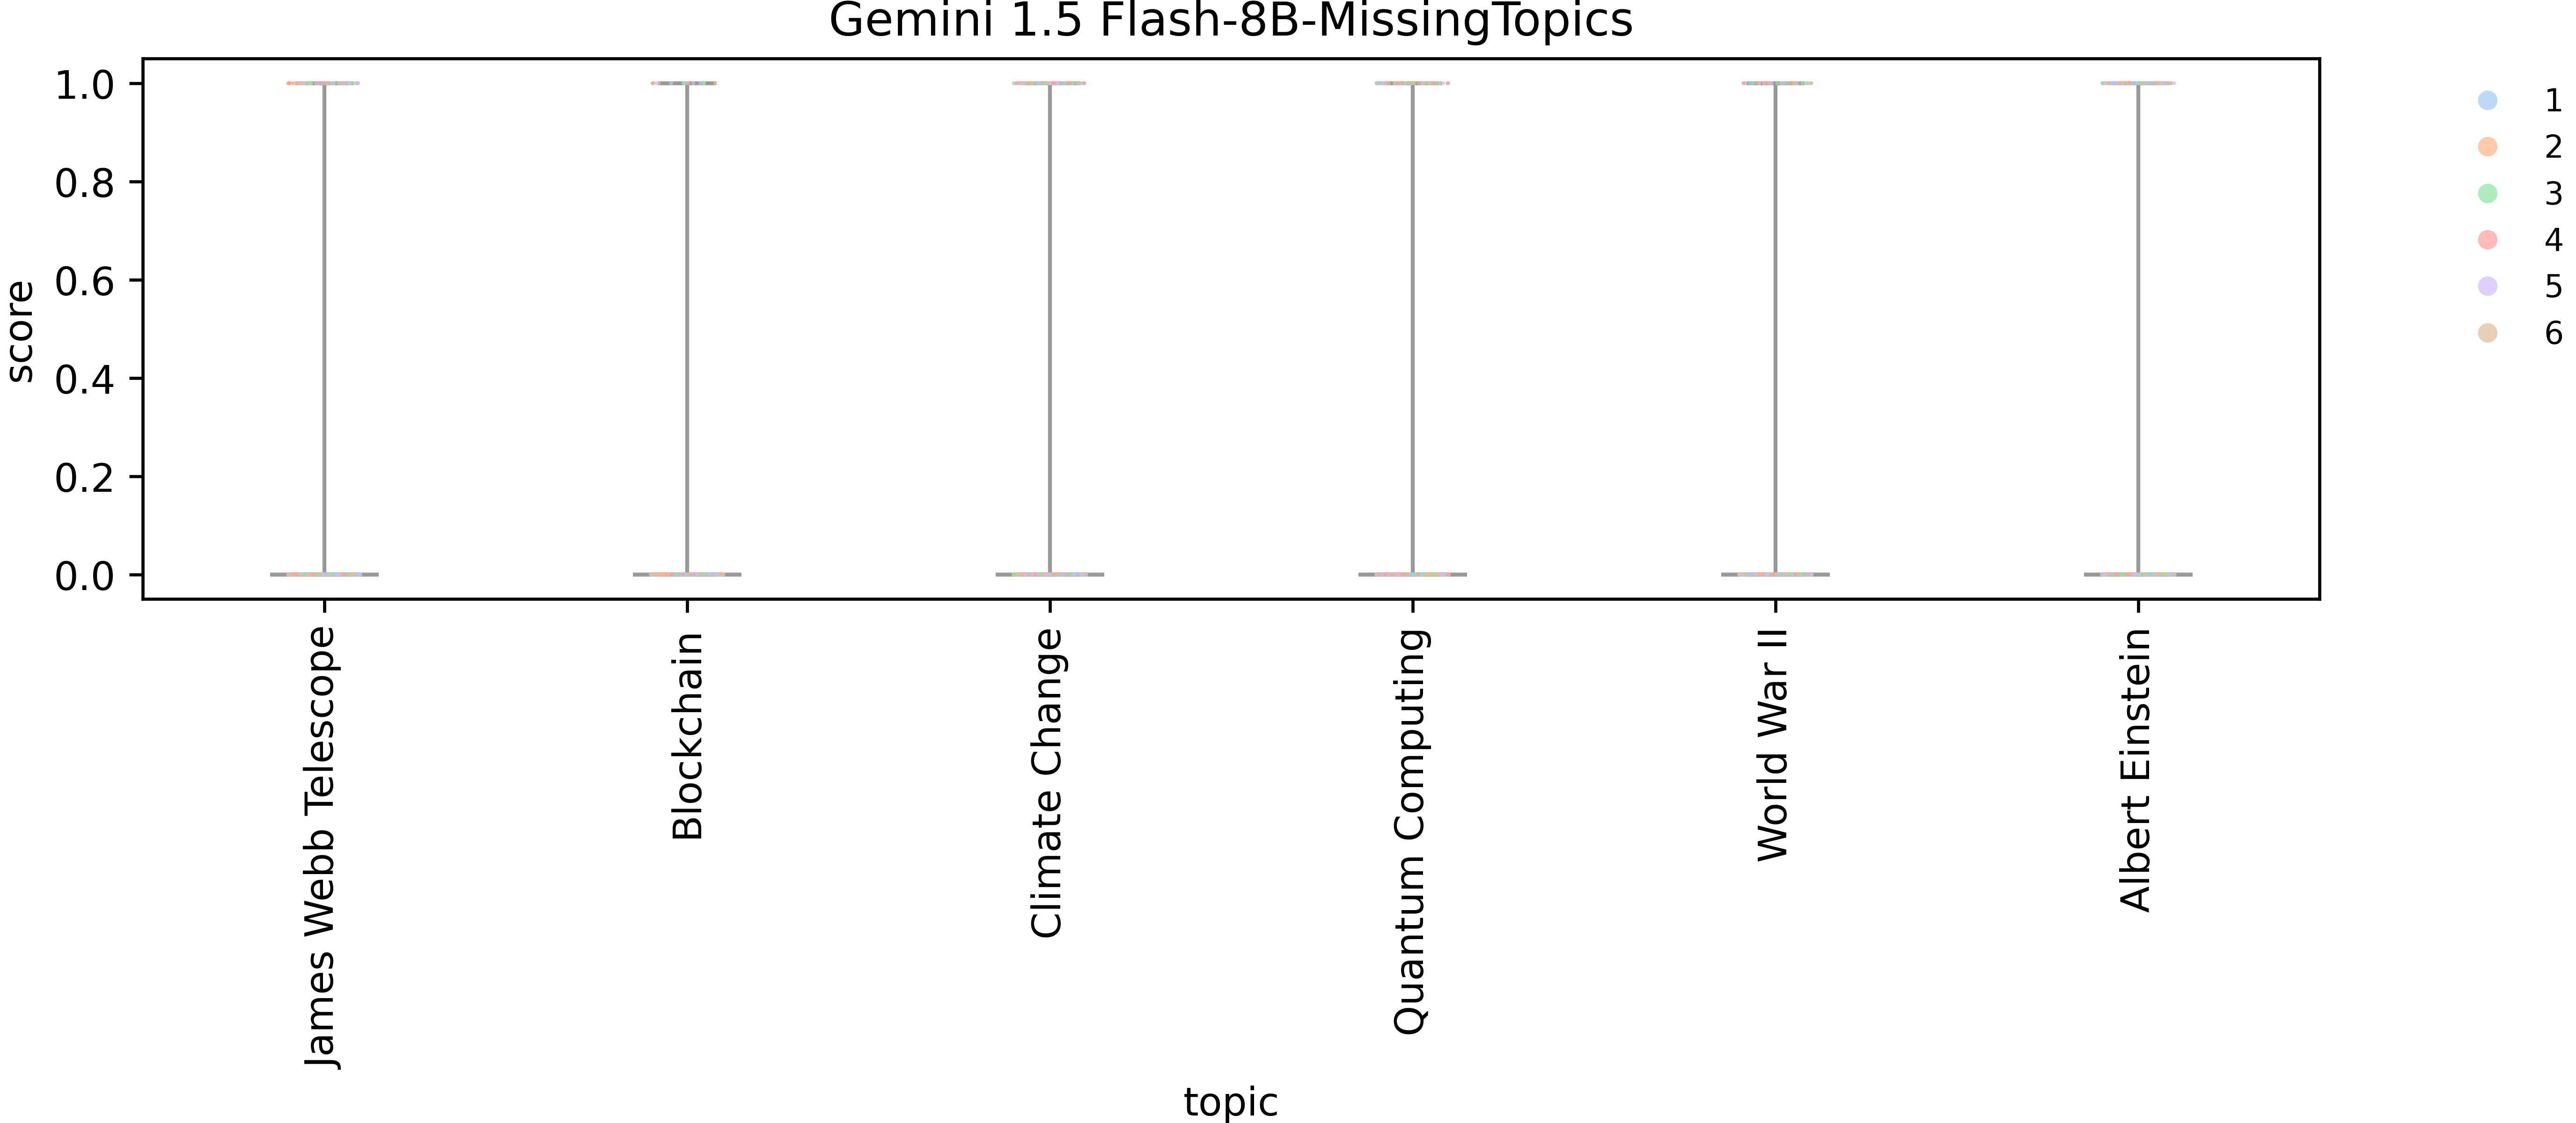 Gemini 1.5 Flash-8B-MissingTopics
score
1.0
0.8
0.6
0.4
0.2
0.0
1
2
3
4
5
6
James Webb Telescope
Blockchain
Climate Change
Quantum Computing
World War II
Albert Einstein
topic